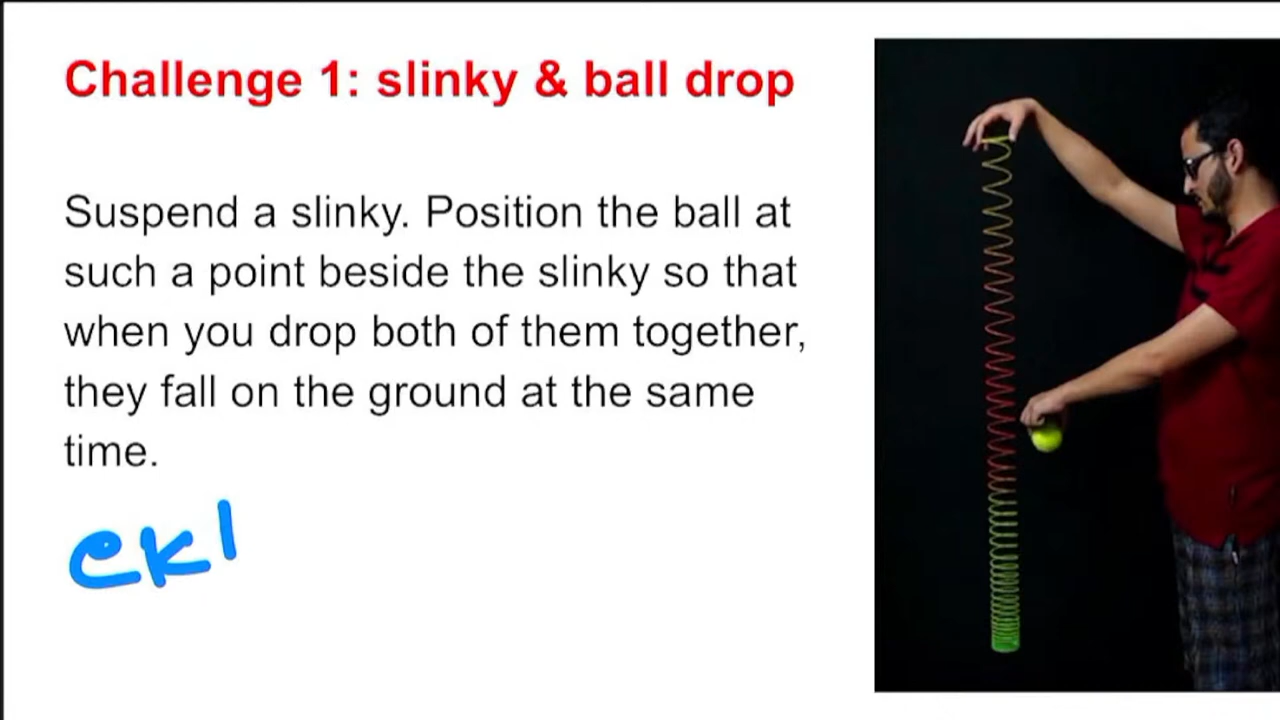 Challenge 1: slinky & ball drop
Suspend a slinky. Position the ball at
such a point beside the slinky so that
when you drop both of them together,
they fall on the ground at the same
time.
ekl